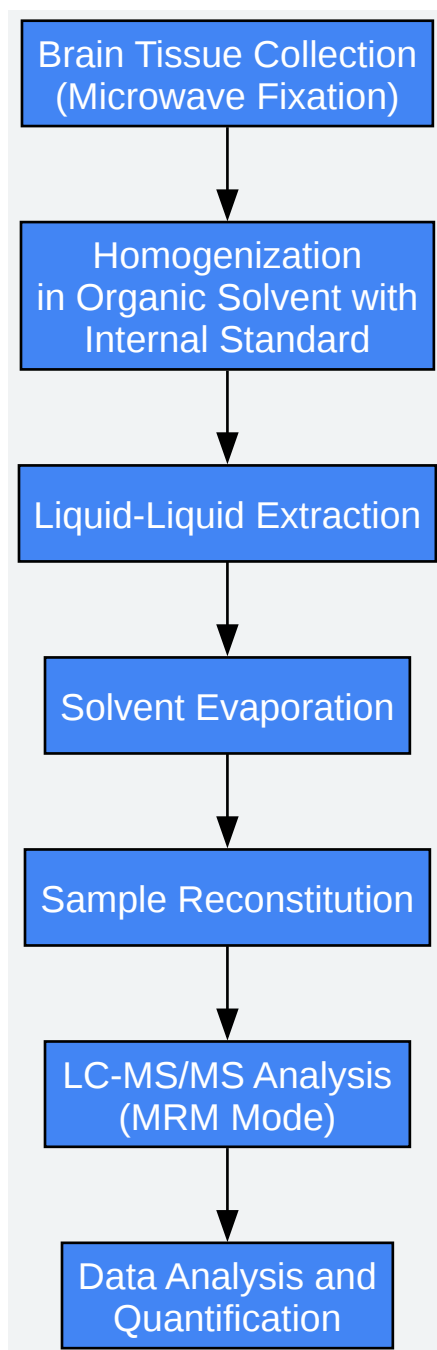 Brain Tissue Collection
(Microwave Fixation)
Homogenization
in Organic Solvent with
Internal Standard
Liquid-Liquid Extraction
Solvent Evaporation
Sample Reconstitution
LC-MS/MS Analysis
(MRM Mode)
Data Analysis and
Quantification